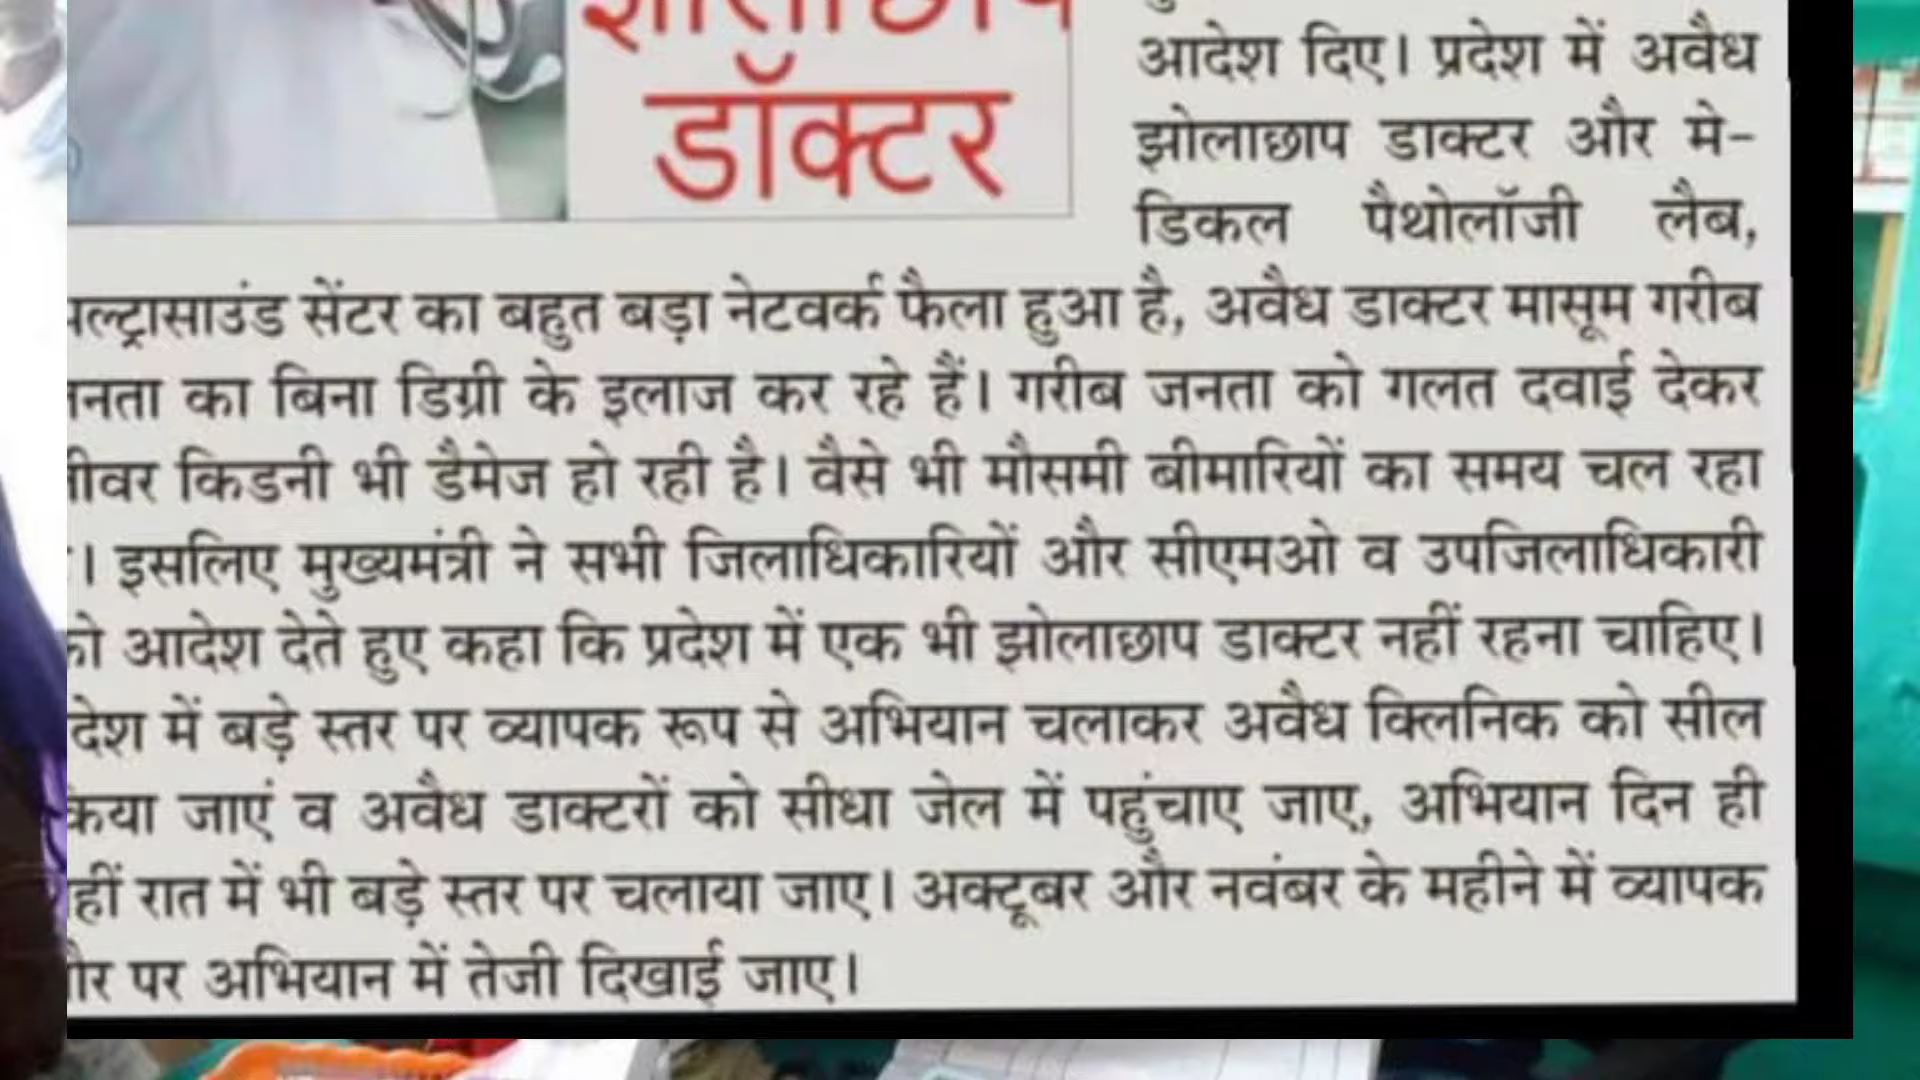 झोलाछाप
डॉक्टर
आदेश दिए। प्रदेश में अवैध
झोलाछाप डाक्टर और मे-
डिकल पैथोलॉजी लैब,
ल्ट्रासाउंड सेंटर का बहुत बड़ा नेटवर्क फैला हुआ है, अवैध डाक्टर मासूम गरीब
नता का बिना डिग्री के इलाज कर रहे हैं। गरीब जनता को गलत दवाई देकर
ीवर किडनी भी डैमेज हो रही है। वैसे भी मौसमी बीमारियों का समय चल रहा
। इसलिए मुख्यमंत्री ने सभी जिलाधिकारियों और सीएमओ व उपजिलाधिकारी
को आदेश देते हुए कहा कि प्रदेश में एक भी झोलाछाप डाक्टर नहीं रहना चाहिए।
देश में बड़े स्तर पर व्यापक रूप से अभियान चलाकर अवैध क्लिनिक को सील
किया जाएं व अवैध डाक्टरों को सीधा जेल में पहुंचाए जाए, अभियान दिन ही
हीं रात में भी बड़े स्तर पर चलाया जाए। अक्टूबर और नवंबर के महीने में व्यापक
ौर पर अभियान में तेजी दिखाई जाए।